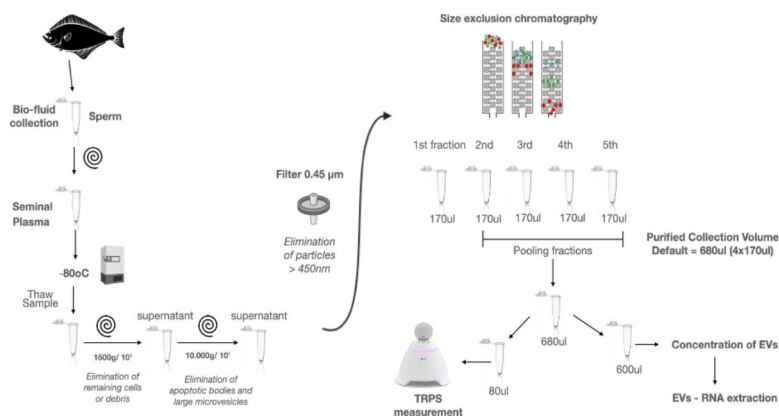 Size exclusion chromatography
Bio-fluid
collection
Sperm
Seminal
Plasma
-80oC
Thaw
Sample
supernatant
supernatant
1500g/ 10'
10.000g/ 10'
Elimination of
remaining cells
or debris
Elimination of
apoptotic bodies and
large microvesicles
Filter 0.45 µm
Elimination
of particles
> 450nm
1st fraction
2nd
3rd
4th
5th
170ul
170ul
170ul
170ul
170ul
Pooling fractions
Purified Collection Volume
Default = 680ul (4x170ul)
680ul
80ul
600ul
TRPS
measurement
Concentration of EVs
EVs - RNA extraction